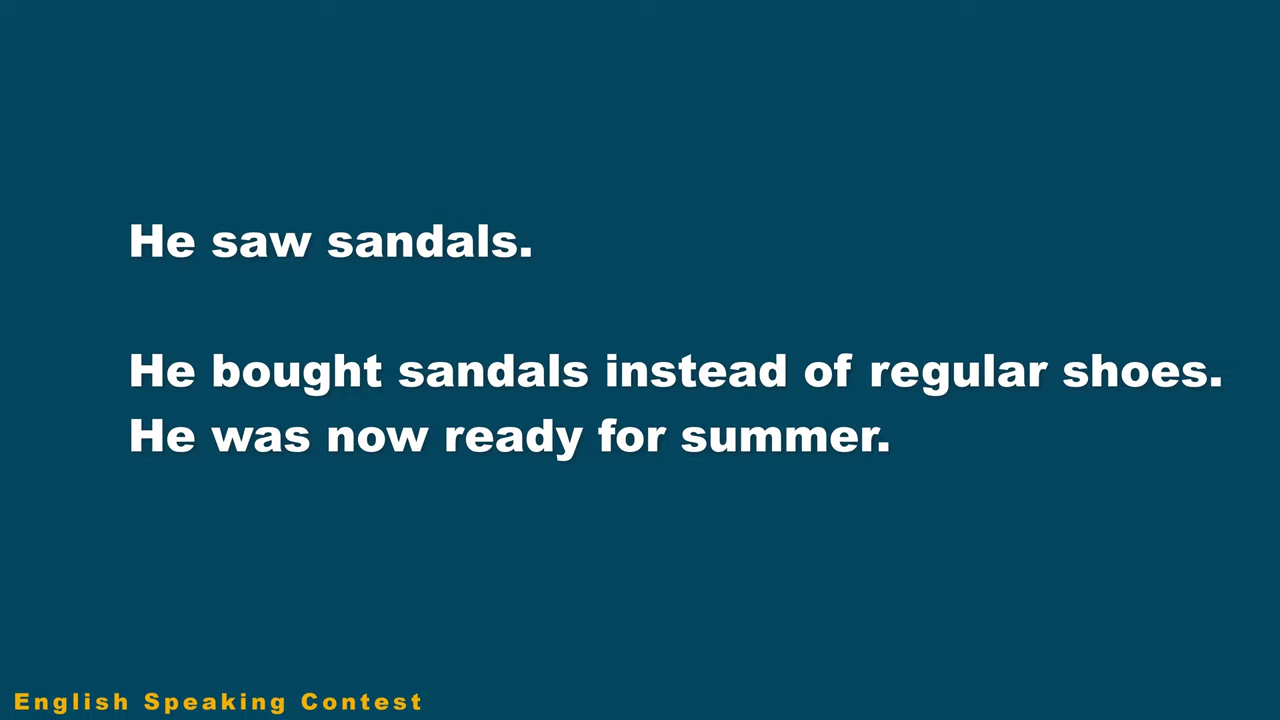 He saw sandals.
He bought sandals instead of regular shoes.
He was now ready for summer.
English Speaking Contest